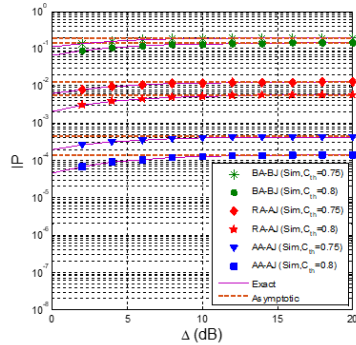 10^0
10^-1
10^-2
10^-3
10^-4
10^-5
10^-6
10^-7
10^-8
IP
0 5 10 15 20
Δ (dB)
BA-BJ (Sim,C_th=0.75)
BA-BJ (Sim,C_th=0.8)
RA-AJ (Sim,C_th=0.75)
RA-AJ (Sim,C_th=0.8)
AA-AJ (Sim,C_th=0.75)
AA-AJ (Sim,C_th=0.8)
Exact
Asymptotic